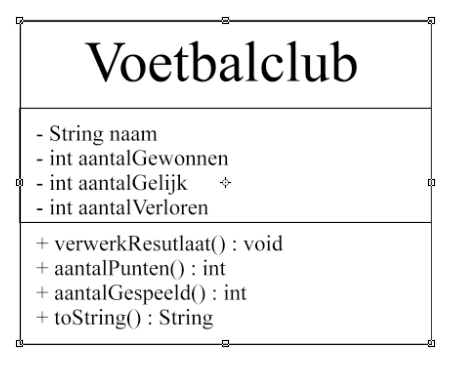 Voetbalclub
- String naam
- int aantalGewonnen
- int aantalGelijk
- int aantalVerloren
+ verwerkResutlaat() : void
+ aantalPunten() : int
+ aantalGespeeld() : int
+ toString() : String